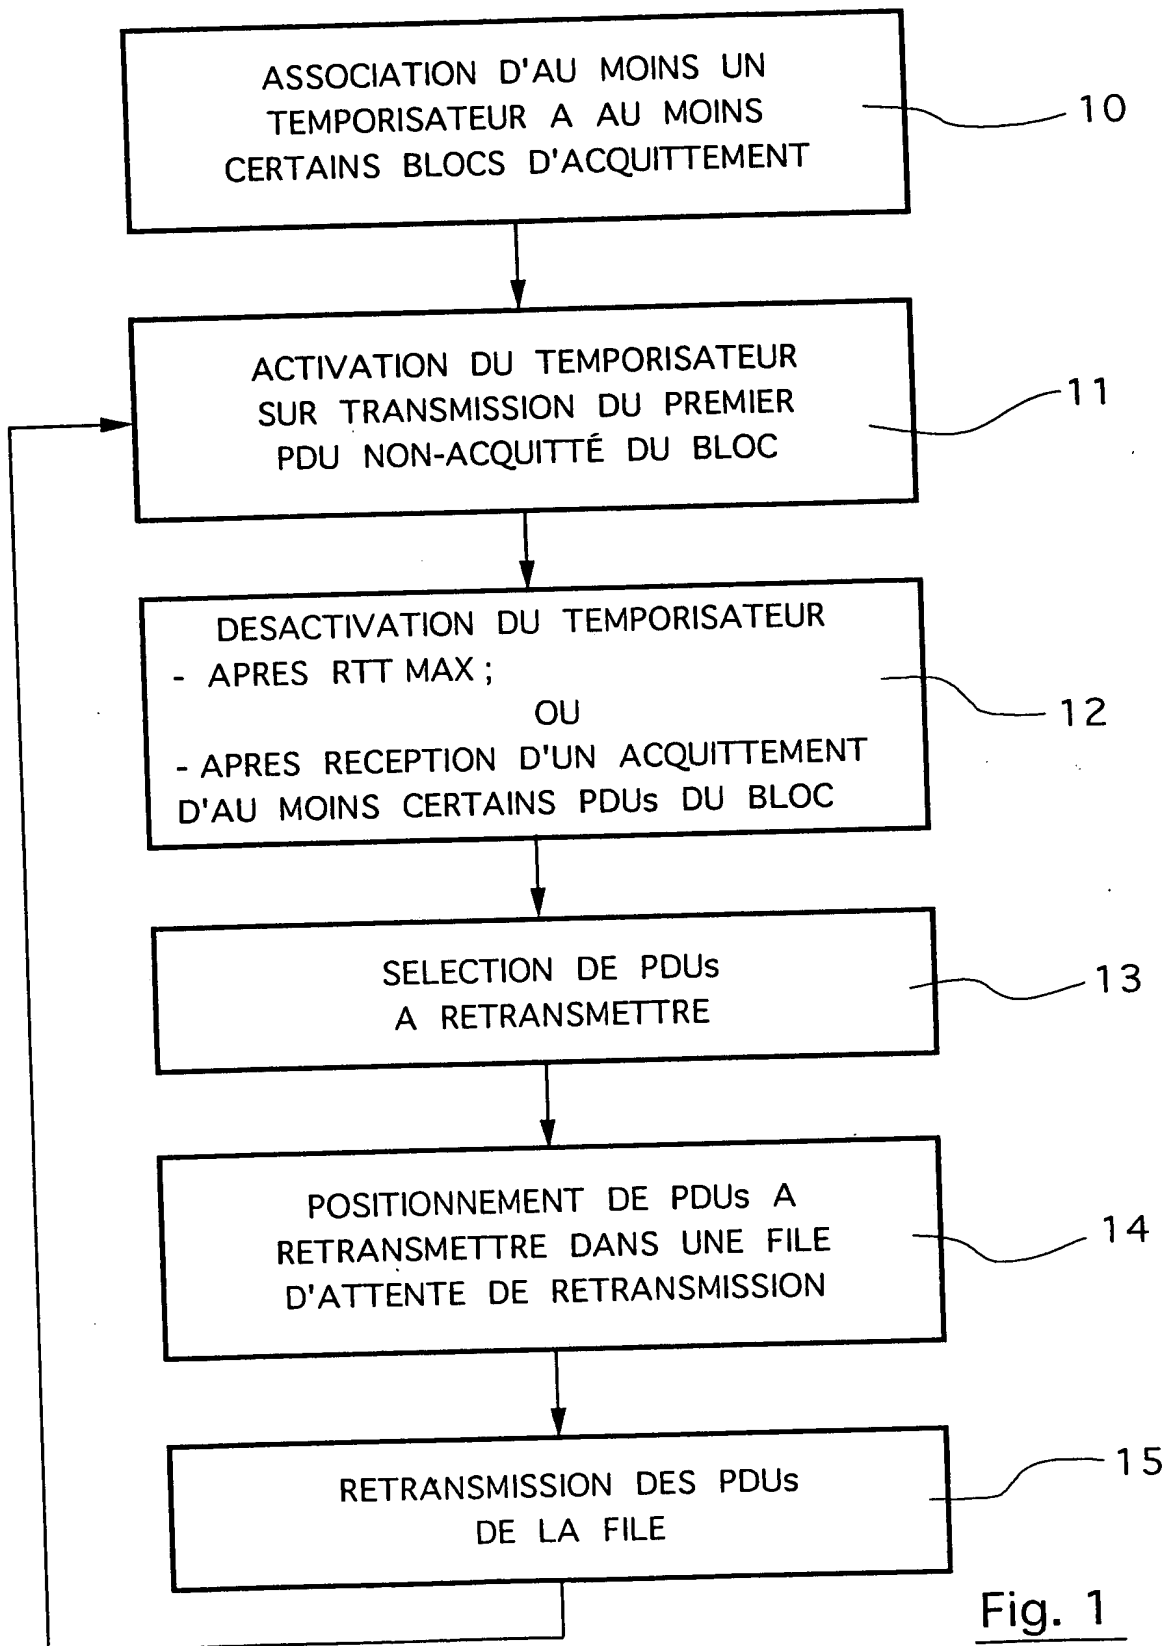 ASSOCIATION D'AU MOINS UN
TEMPORISATEUR A AU MOINS
CERTAINS BLOCS D'ACQUITTEMENT
10
ACTIVATION DU TEMPORISATEUR
SUR TRANSMISSION DU PREMIER
PDU NON-ACQUITTÉ DU BLOC
11
DESACTIVATION DU TEMPORISATEUR
- APRES RTT MAX ;
OU
- APRES RECEPTION D'UN ACQUITTEMENT
D'AU MOINS CERTAINS PDUs DU BLOC
12
SELECTION DE PDUs
A RETRANSMETTRE
13
POSITIONNEMENT DE PDUs A
RETRANSMETTRE DANS UNE FILE
D'ATTENTE DE RETRANSMISSION
14
RETRANSMISSION DES PDUs
DE LA FILE
15
Fig. 1